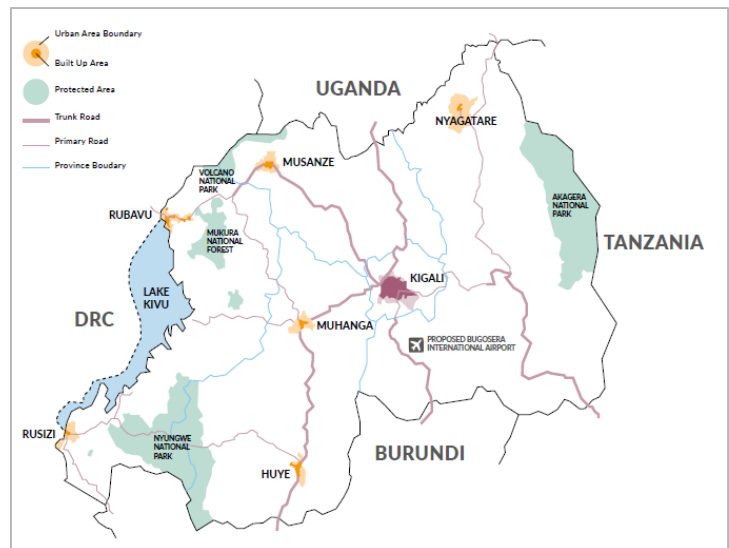 Urban Area Boundary
Built Up Area
Protected Area
Trunk Road
Primary Road
Province Boudary
UGANDA
NYAGATARE
MUSANZE
VOLCANO
NATIONAL
PARK
AKAGERA
NATIONAL
PARK
RUBAVU
MUKURA
NATIONAL
FOREST
TANZANIA
KIGALI
LAKE
KIVU
DRC
MUHANGA
PROPOSED BUGOSERA
INTERNATIONAL AIRPORT
RUSIZI
NYUNGWE
NATIONAL
PARK
BURUNDI
HUYE